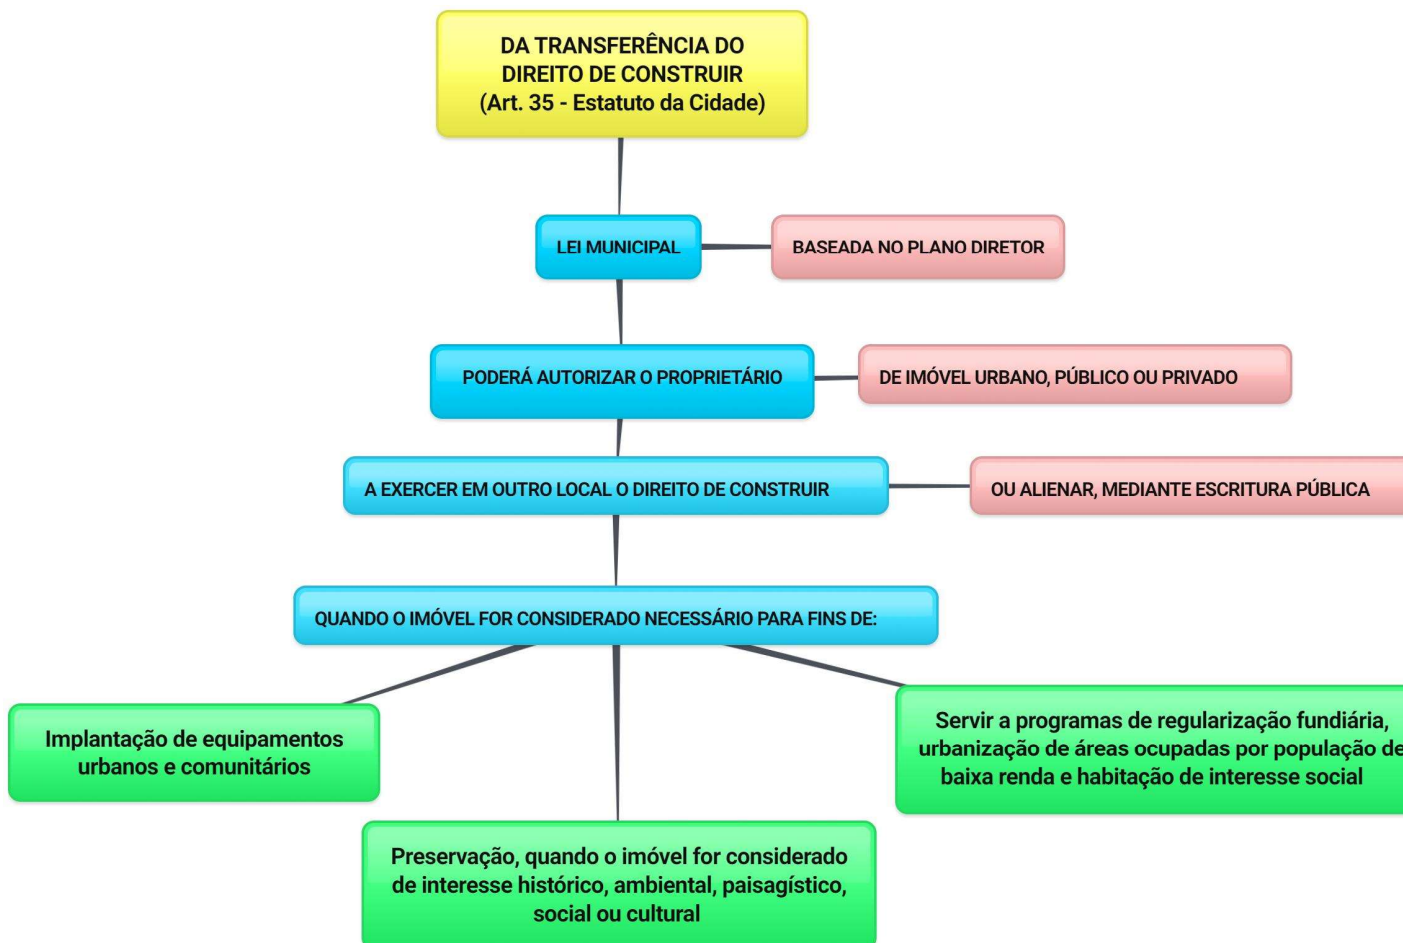 DA TRANSFERÊNCIA DO
DIREITO DE CONSTRUIR
(Art. 35 - Estatuto da Cidade)
LEI MUNICIPAL
BASEADA NO PLANO DIRETOR
PODERÁ AUTORIZAR O PROPRIETÁRIO
DE IMÓVEL URBANO, PÚBLICO OU PRIVADO
A EXERCER EM OUTRO LOCAL O DIREITO DE CONSTRUIR
OU ALIENAR, MEDIANTE ESCRITURA PÚBLICA
QUANDO O IMÓVEL FOR CONSIDERADO NECESSÁRIO PARA FINS DE:
Implantação de equipamentos
urbanos e comunitários
Preservação, quando o imóvel for considerado
de interesse histórico, ambiental, paisagístico,
social ou cultural
Servir a programas de regularização fundiária,
urbanização de áreas ocupadas por população de
baixa renda e habitação de interesse social